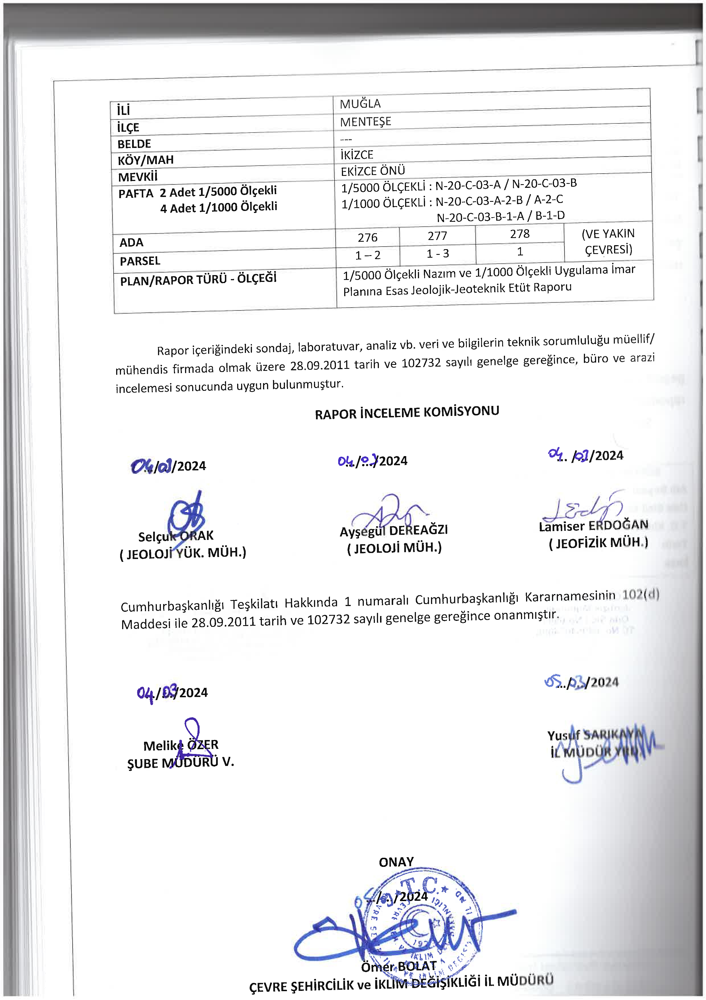 İLİ MUĞLA
İLÇE MENTEŞE
BELDE ---
KÖY/MAH İKİZCE
MEVKİİ EKİZCE ÖNÜ
PAFTA 2 Adet 1/5000 Ölçekli 1/5000 ÖLÇEKLİ : N-20-C-03-A / N-20-C-03-B
4 Adet 1/1000 Ölçekli 1/1000 ÖLÇEKLİ : N-20-C-03-A-2-B / A-2-C
N-20-C-03-B-1-A / B-1-D
ADA 276 277 278 (VE YAKIN
PARSEL 1 – 2 1 - 3 1 ÇEVRESİ)
PLAN/RAPOR TÜRÜ - ÖLÇEĞİ 1/5000 Ölçekli Nazım ve 1/1000 Ölçekli Uygulama İmar
Planına Esas Jeolojik-Jeoteknik Etüt Raporu
Rapor içeriğindeki sondaj, laboratuvar, analiz vb. veri ve bilgilerin teknik sorumluluğu müellif/
mühendis firmada olmak üzere 28.09.2011 tarih ve 102732 sayılı genelge gereğince, büro ve arazi
incelemesi sonucunda uygun bulunmuştur.
RAPOR İNCELEME KOMİSYONU
04/03/2024 04/03/2024 04/03/2024
Selçuk ORAK Ayşegül DEREAĞZI Lamiser ERDOĞAN
( JEOLOJİ YÜK. MÜH.) ( JEOLOJİ MÜH.) ( JEOFİZİK MÜH.)
Cumhurbaşkanlığı Teşkilatı Hakkında 1 numaralı Cumhurbaşkanlığı Kararnamesinin 102(d)
Maddesi ile 28.09.2011 tarih ve 102732 sayılı genelge gereğince onanmıştır.
04/03/2024 05/03/2024
Melike ÖZER Yusuf SARIKAYA
ŞUBE MÜDÜRÜ V. İL MÜDÜR YRD.
ONAY
T.C.
05/03/2024
Ömer BOLAT
ÇEVRE ŞEHİRCİLİK ve İKLİM DEĞİŞİKLİĞİ İL MÜDÜRÜ